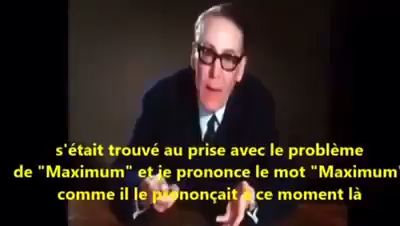 s'était trouvé au prise avec le problème
de "Maximum" et je prononce le mot "Maximum"
comme il le prononçait à ce moment là